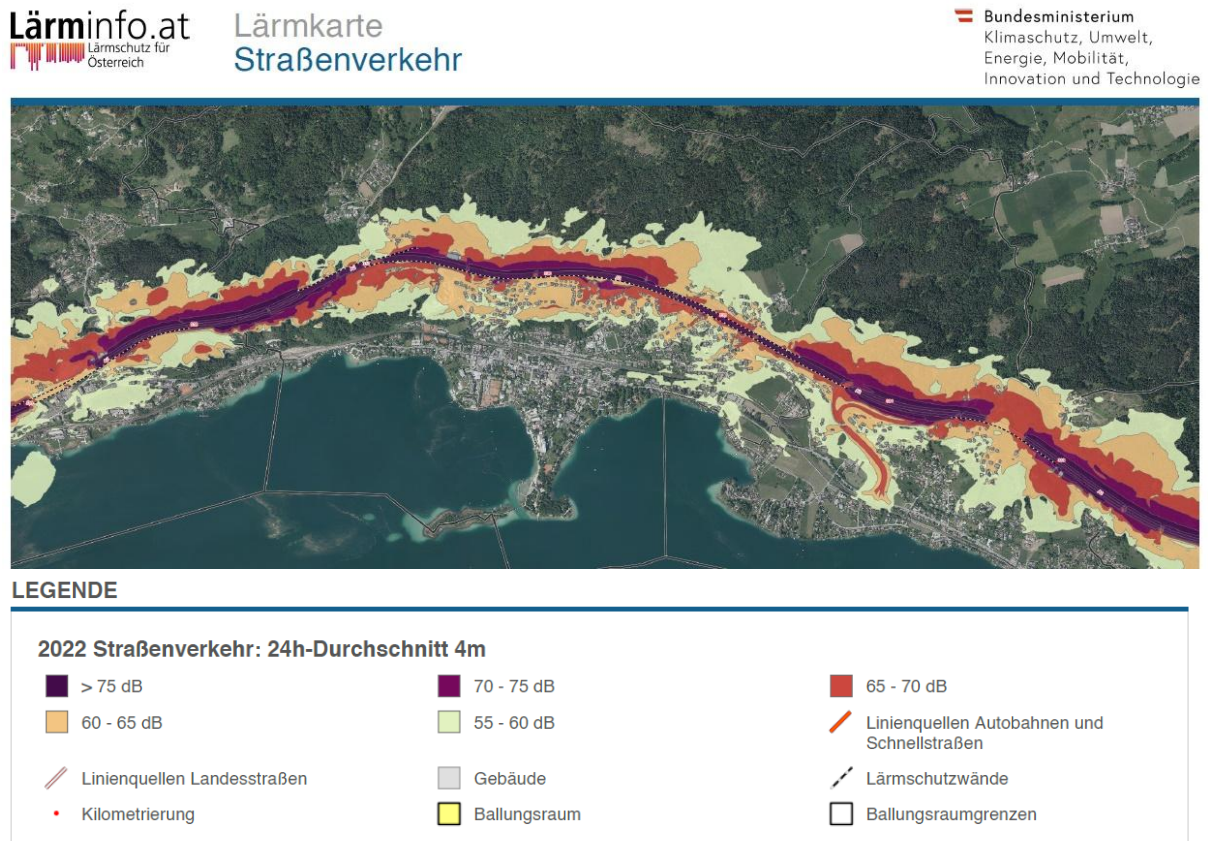 Lärminfo.at
Lärmschutz für
Österreich
Lärmkarte
Straßenverkehr
Bundesministerium
Klimaschutz, Umwelt,
Energie, Mobilität,
Innovation und Technologie
LEGENDE
2022 Straßenverkehr: 24h-Durchschnitt 4m
> 75 dB
70 - 75 dB
65 - 70 dB
60 - 65 dB
55 - 60 dB
Linienquellen Autobahnen und
Schnellstraßen
Linienquellen Landesstraßen
Gebäude
Lärmschutzwände
Kilometrierung
Ballungsraum
Ballungsraumgrenzen